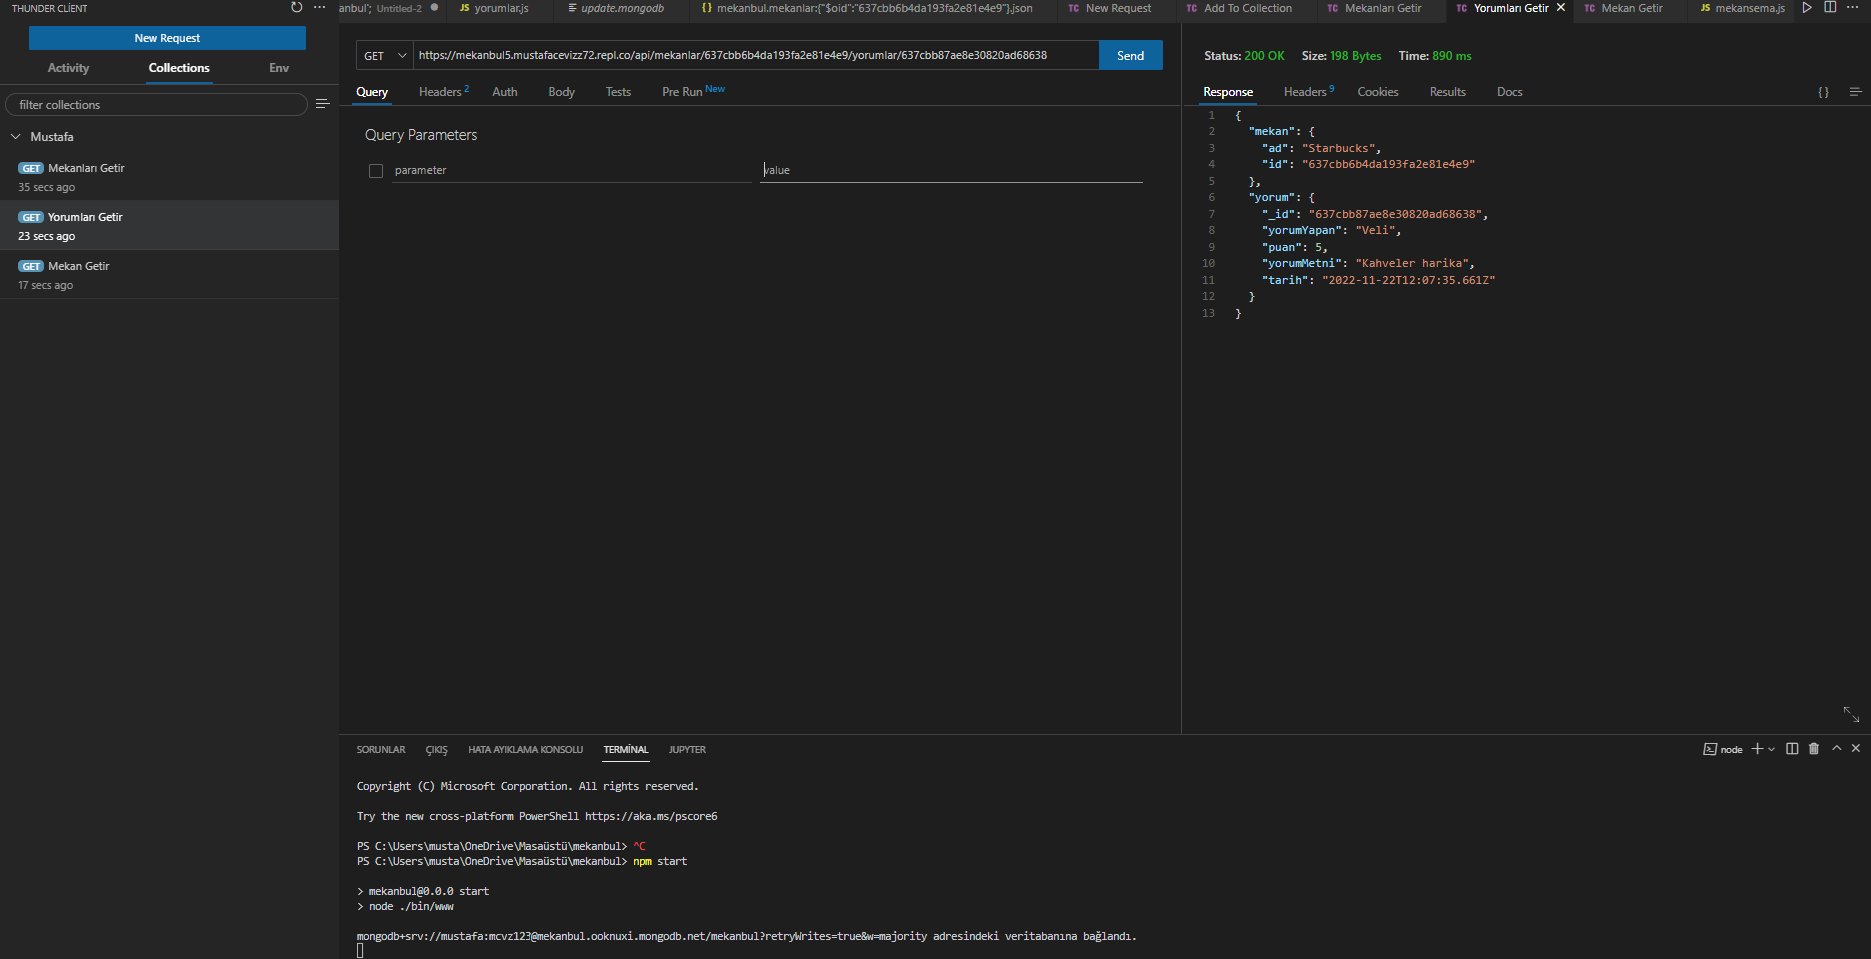 THUNDER CLİENT
New Request
Activity
Collections
Env
filter collections
Mustafa
GET Mekanları Getir
35 secs ago
GET Yorumları Getir
23 secs ago
GET Mekan Getir
17 secs ago
anbul'; Untitled-2
JS yorumlar.js
update.mongodb
{} mekanbul.mekanlar:{"$oid":"637cbb6b4da193fa2e81e4e9"}.json
TC New Request
TC Add To Collection
TC Mekanları Getir
TC Yorumları Getir
TC Mekan Getir
JS mekansema.js
GET
https://mekanbul5.mustafacevizz72.repl.co/api/mekanlar/637cbb6b4da193fa2e81e4e9/yorumlar/637cbb87ae8e30820ad68638
Send
Query
Headers 2
Auth
Body
Tests
Pre Run New
Query Parameters
parameter
value
Status: 200 OK
Size: 198 Bytes
Time: 890 ms
Response
Headers 9
Cookies
Results
Docs
{ }
1 {
2 "mekan": {
3 "ad": "Starbucks",
4 "id": "637cbb6b4da193fa2e81e4e9"
5 },
6 "yorum": {
7 "_id": "637cbb87ae8e30820ad68638",
8 "yorumYapan": "Veli",
9 "puan": 5,
10 "yorumMetni": "Kahveler harika",
11 "tarih": "2022-11-22T12:07:35.661Z"
12 }
13 }
SORUNLAR
ÇIKIŞ
HATA AYIKLAMA KONSOLU
TERMİNAL
JUPYTER
node
Copyright (C) Microsoft Corporation. All rights reserved.
Try the new cross-platform PowerShell https://aka.ms/pscore6
PS C:\Users\musta\OneDrive\Masaüstü\mekanbul> ^C
PS C:\Users\musta\OneDrive\Masaüstü\mekanbul> npm start
> mekanbul@0.0.0 start
> node ./bin/www
mongodb+srv://mustafa:mcvz123@mekanbul.ooknuxi.mongodb.net/mekanbul?retryWrites=true&w=majority adresindeki veritabanına bağlandı.